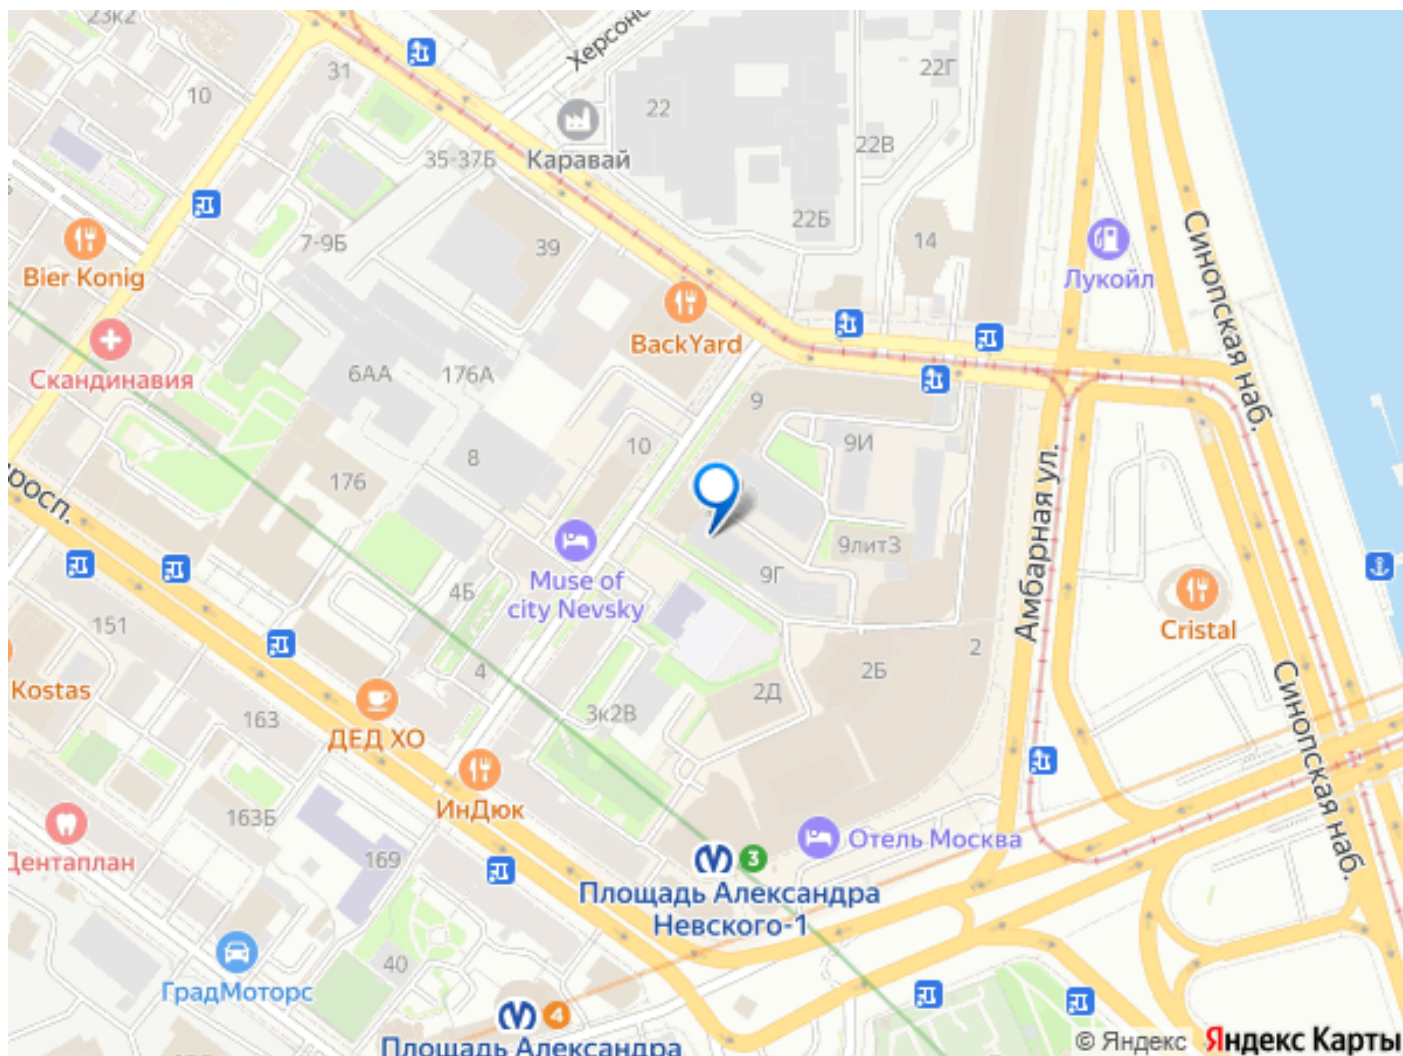 23к2
10
31
Херсонс
22
22Г
22В
Каравай
35-37Б
22Б
14
7-9Б
39
Bier Konig
Лукойл
Синопская наб.
BackYard
Скандинавия
6АА
176А
9
9И
10
8
176
росп.
Амбарная ул.
9лит3
9Г
Muse of
city Nevsky
4Б
151
4
2
2Б
2Д
3к2В
Cristal
Kostas
163
ДЕД ХО
Синопская наб.
ИнДюк
163Б
169
Дентаплан
Отель Москва
3
Площадь Александра
Невского-1
40
ГрадМоторс
4
Площадь Александра
© Яндекс
Яндекс Карты